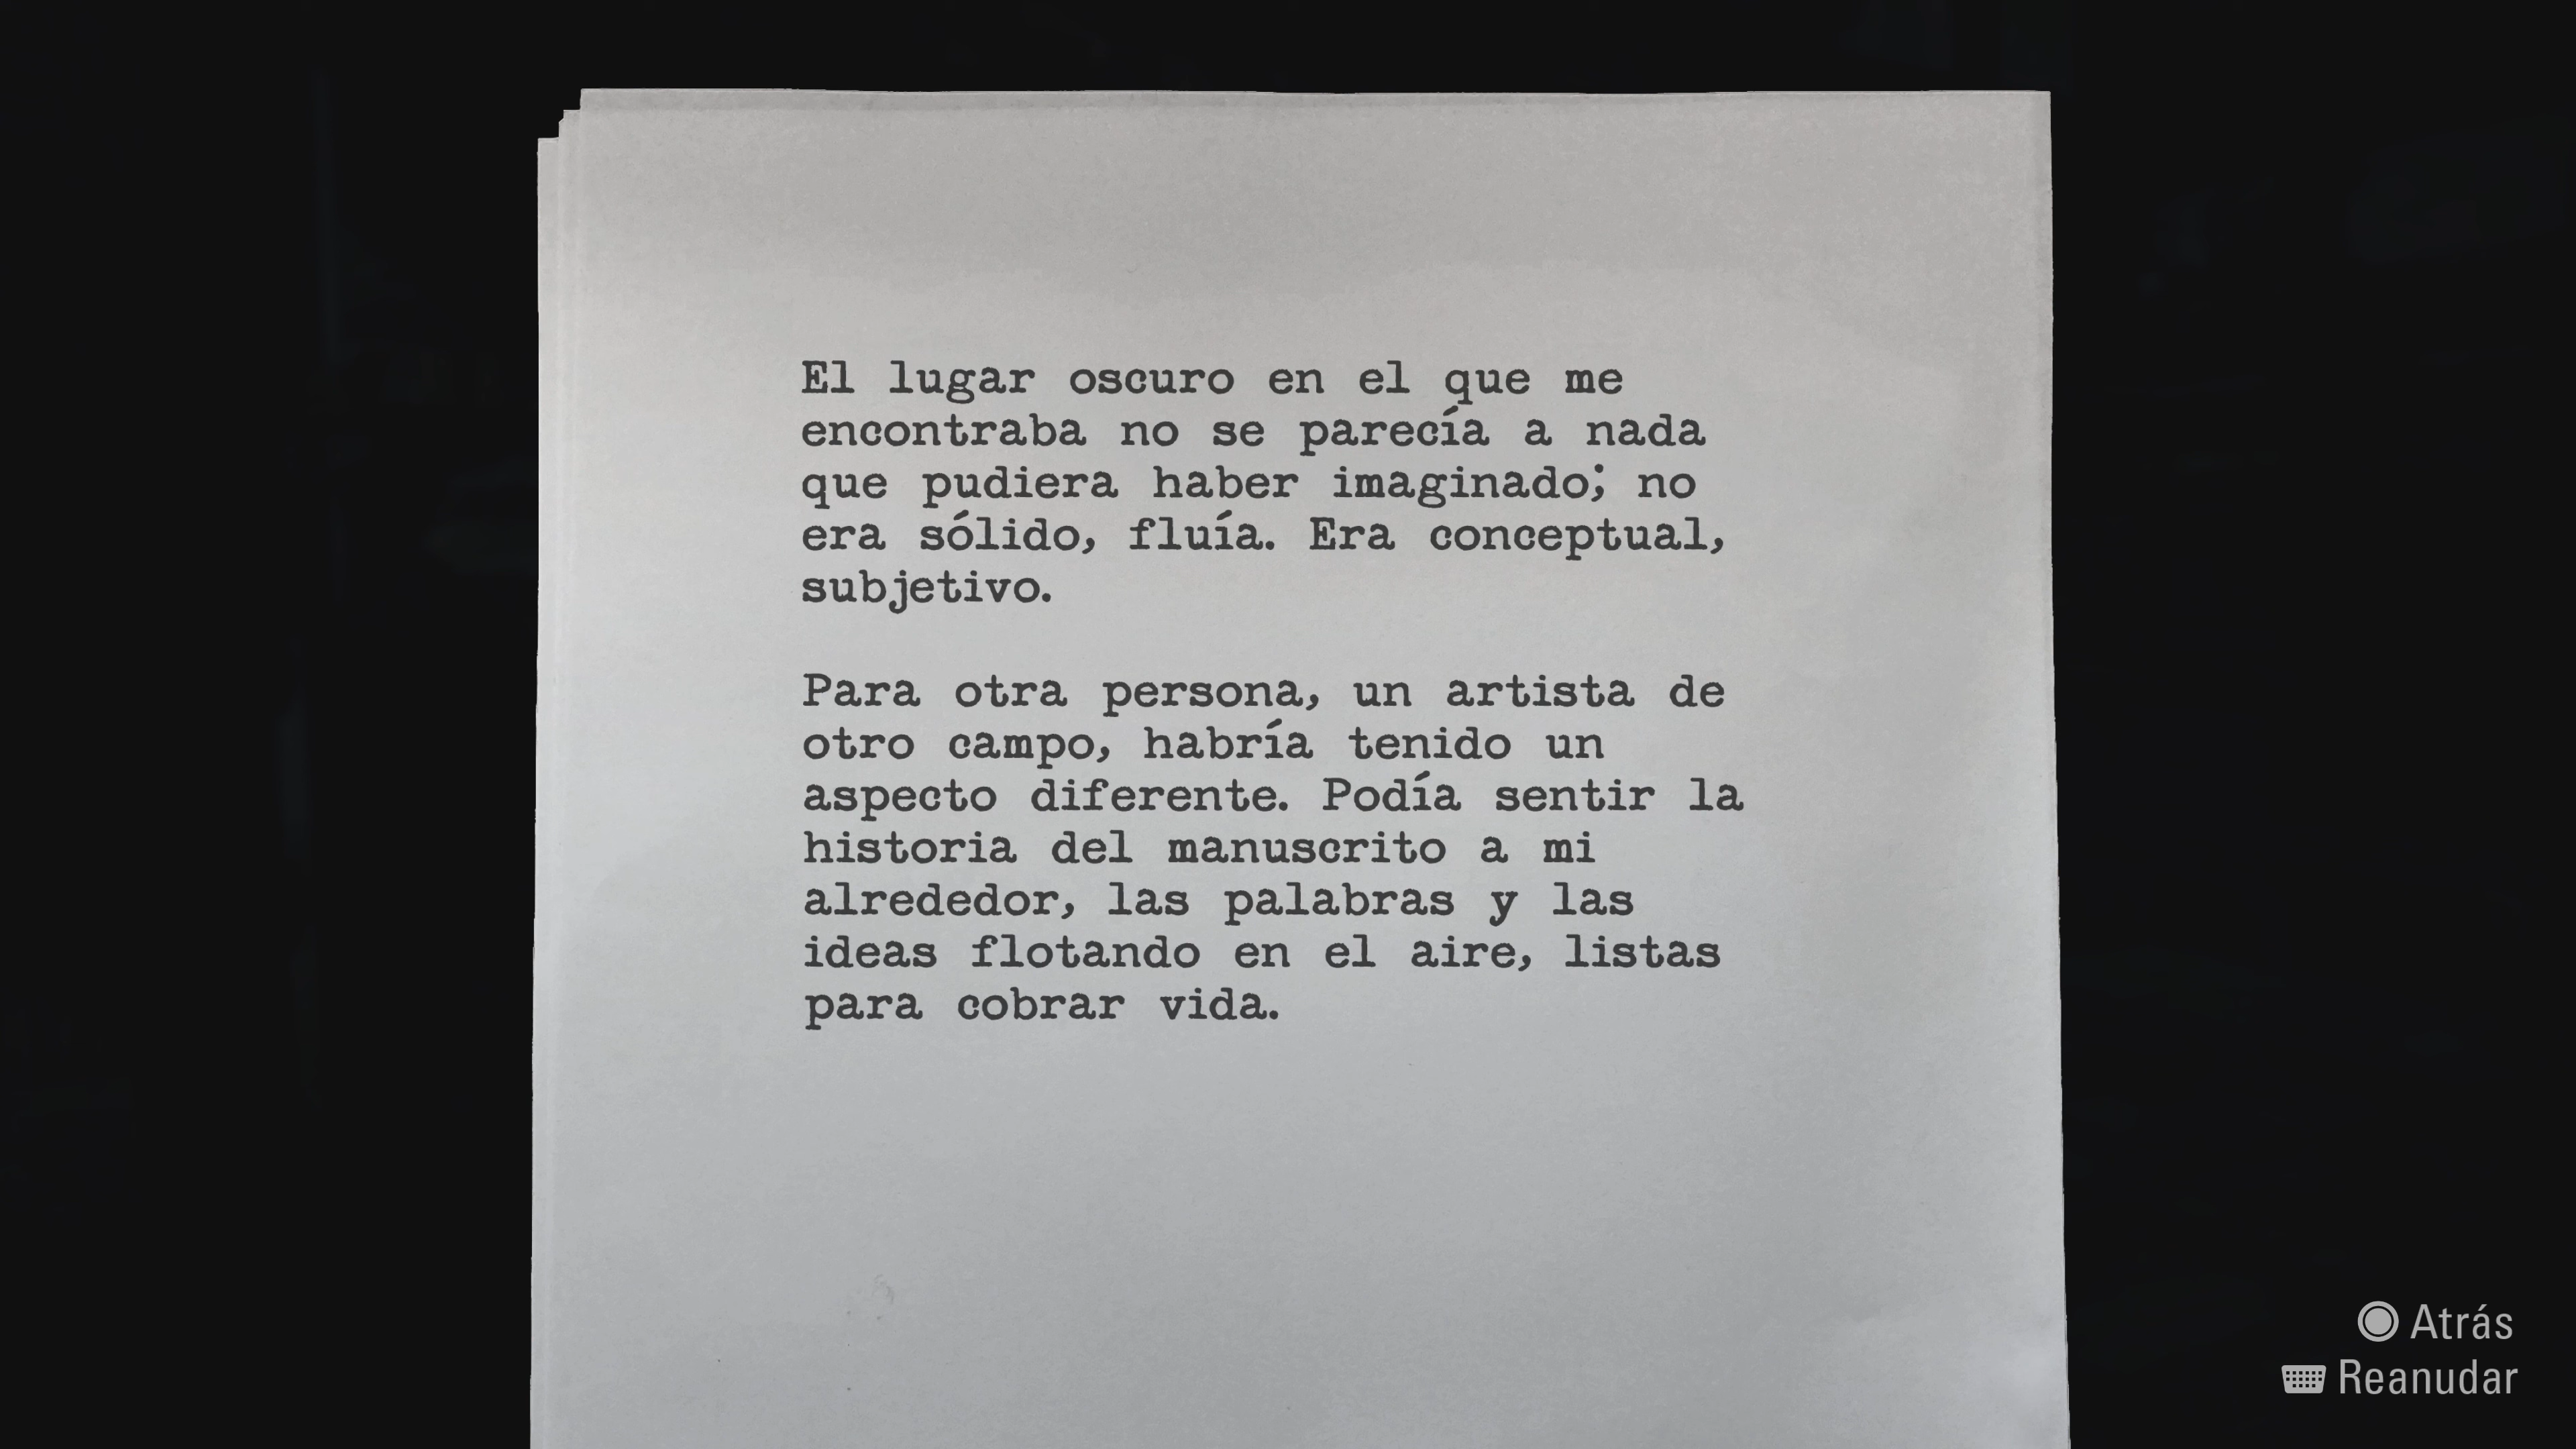 El lugar oscuro en el que me
encontraba no se parecía a nada
que pudiera haber imaginado; no
era sólido, fluía. Era conceptual,
subjetivo.
Para otra persona, un artista de
otro campo, habría tenido un
aspecto diferente. Podía sentir la
historia del manuscrito a mi
alrededor, las palabras y las
ideas flotando en el aire, listas
para cobrar vida.
Atrás
Reanudar